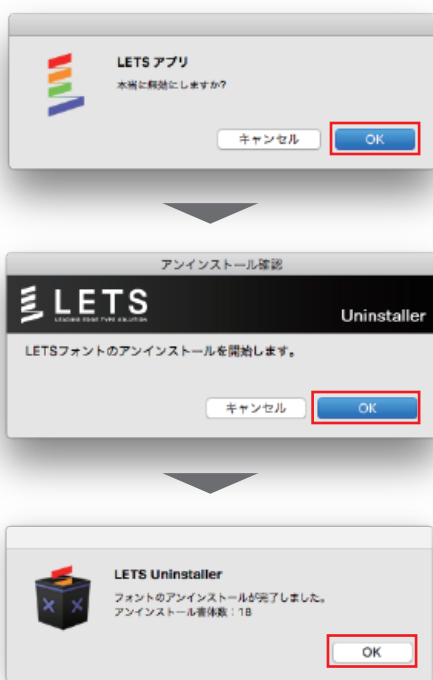 LETS アプリ
本当に無効にしますか?
キャンセル
OK
アンインストール確認
LETS
LEADING EDGE TYPE SOLUTION
Uninstaller
LETSフォントのアンインストールを開始します。
キャンセル
OK
LETS Uninstaller
フォントのアンインストールが完了しました。
アンインストール書体数：18
OK